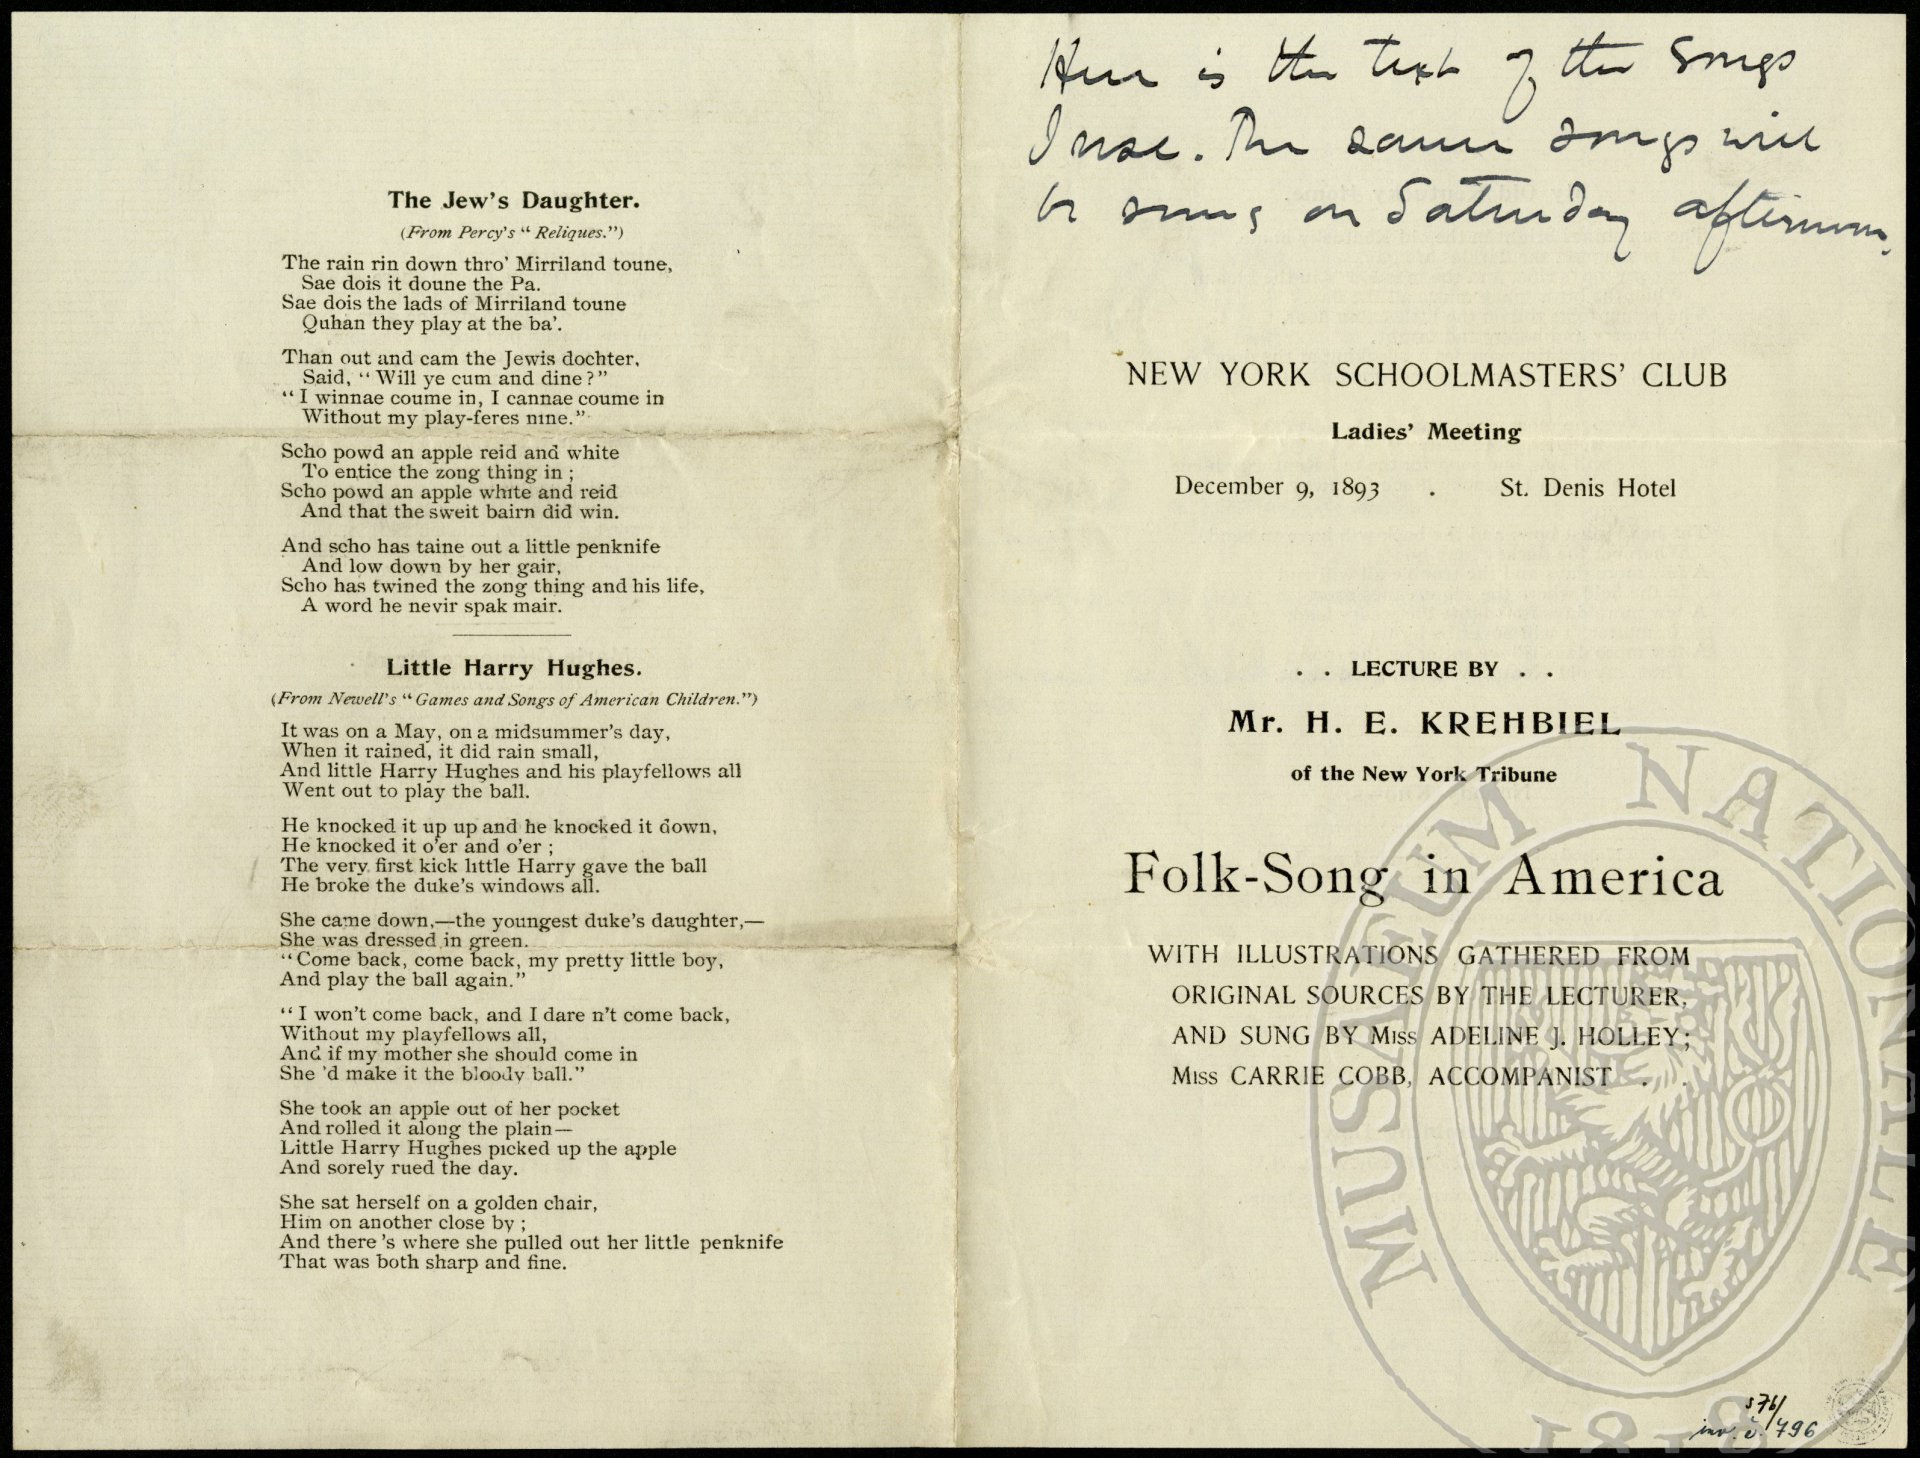 The Jew's Daughter.
(From Percy's "Reliques.")
The rain rin down thro' Mirriland toune,
Sae dois it doune the Pa.
Sae dois the lads of Mirriland toune
Quhan they play at the ba'.
Than out and cam the Jewis dochter,
Said, "Will ye cum and dine?"
"I winnae coume in, I cannae coume in
Without my play-feres nine."
Scho powd an apple reid and white
To entice the zong thing in;
Scho powd an apple white and reid
And that the sweit bairn did win.
And scho has taine out a little penknife
And low down by her gair,
Scho has twined the zong thing and his life,
A word he nevir spak mair.
Little Harry Hughes.
(From Newell's "Games and Songs of American Children.")
It was on a May, on a midsummer's day,
When it rained, it did rain small,
And little Harry Hughes and his playfellows all
Went out to play the ball.
He knocked it up up and he knocked it down,
He knocked it o'er and o'er;
The very first kick little Harry gave the ball
He broke the duke's windows all.
She came down,—the youngest duke's daughter,—
She was dressed in green.
"Come back, come back, my pretty little boy,
And play the ball again."
"I won't come back, and I dare n't come back,
Without my playfellows all,
And if my mother she should come in
She 'd make it the bloody ball."
She took an apple out of her pocket
And rolled it along the plain—
Little Harry Hughes picked up the apple
And sorely rued the day.
She sat herself on a golden chair,
Him on another close by;
And there 's where she pulled out her little penknife
That was both sharp and fine.
Here is the text of the songs
I use. The same songs will
be sung on Saturday afternoon.
NEW YORK SCHOOLMASTERS' CLUB
Ladies' Meeting
December 9, 1893 . St. Denis Hotel
. . LECTURE BY . .
Mr. H. E. KREHBIEL
of the New York Tribune
Folk-Song in America
WITH ILLUSTRATIONS GATHERED FROM
ORIGINAL SOURCES BY THE LECTURER,
AND SUNG BY Miss ADELINE J. HOLLEY;
Miss CARRIE COBB, ACCOMPANIST . .
MUSAEUM NATIONALE
1818
s76/
inv. č. 796